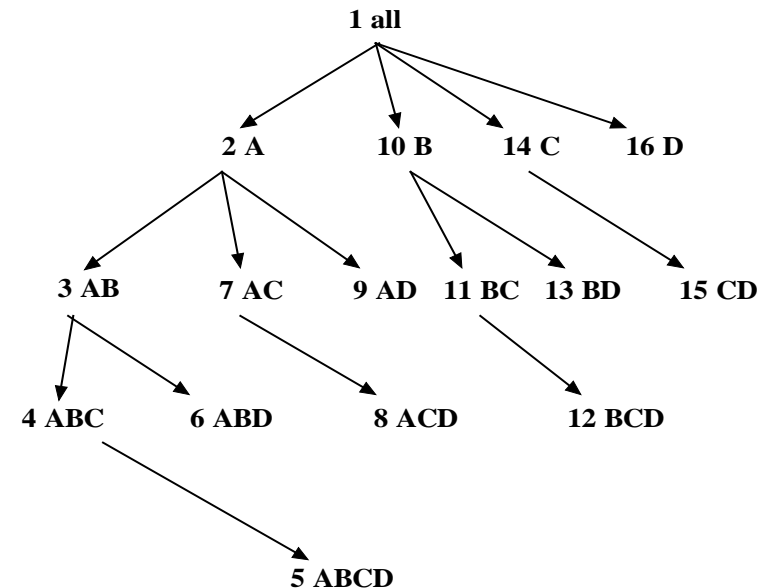 1 all
2 A
10 B
14 C
16 D
3 AB
7 AC
9 AD
11 BC
13 BD
15 CD
4 ABC
6 ABD
8 ACD
12 BCD
5 ABCD